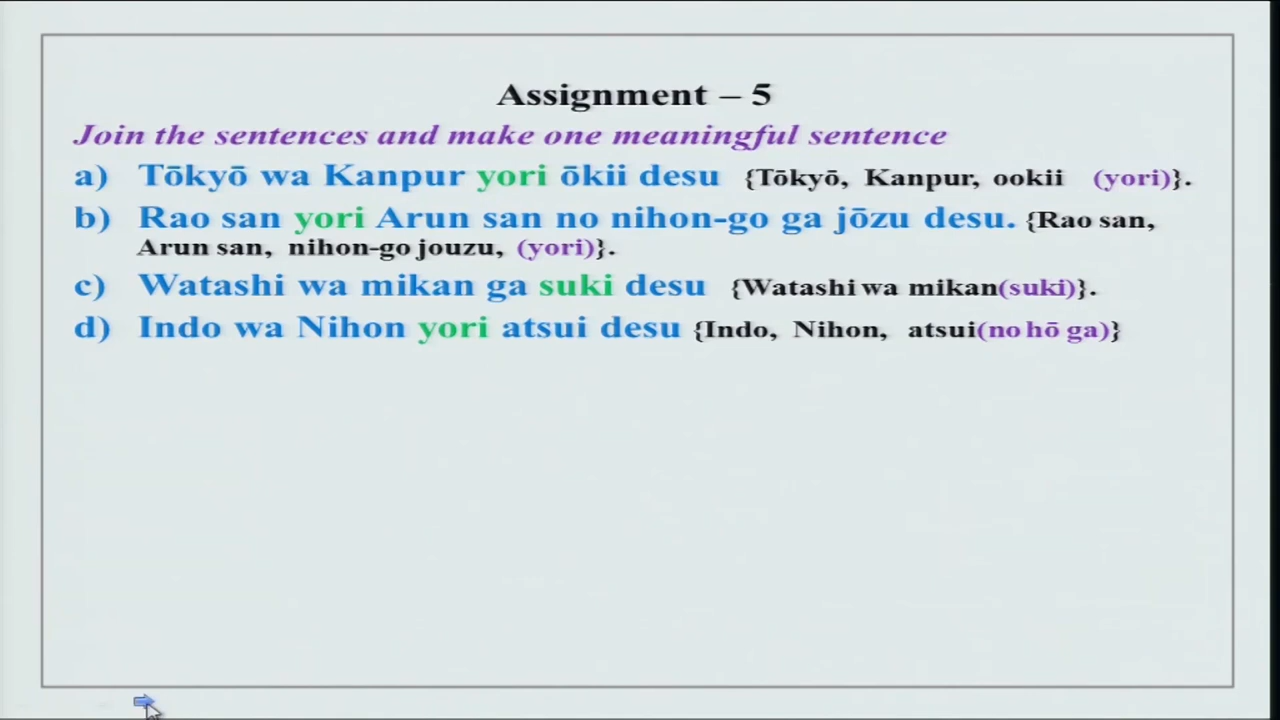 Assignment – 5
Join the sentences and make one meaningful sentence
a) Tōkyō wa Kanpur yori ōkii desu {Tōkyō, Kanpur, ookii (yori)}.
b) Rao san yori Arun san no nihon-go ga jōzu desu. {Rao san,
Arun san, nihon-go jouzu, (yori)}.
c) Watashi wa mikan ga suki desu {Watashi wa mikan(suki)}.
d) Indo wa Nihon yori atsui desu {Indo, Nihon, atsui(no hō ga)}